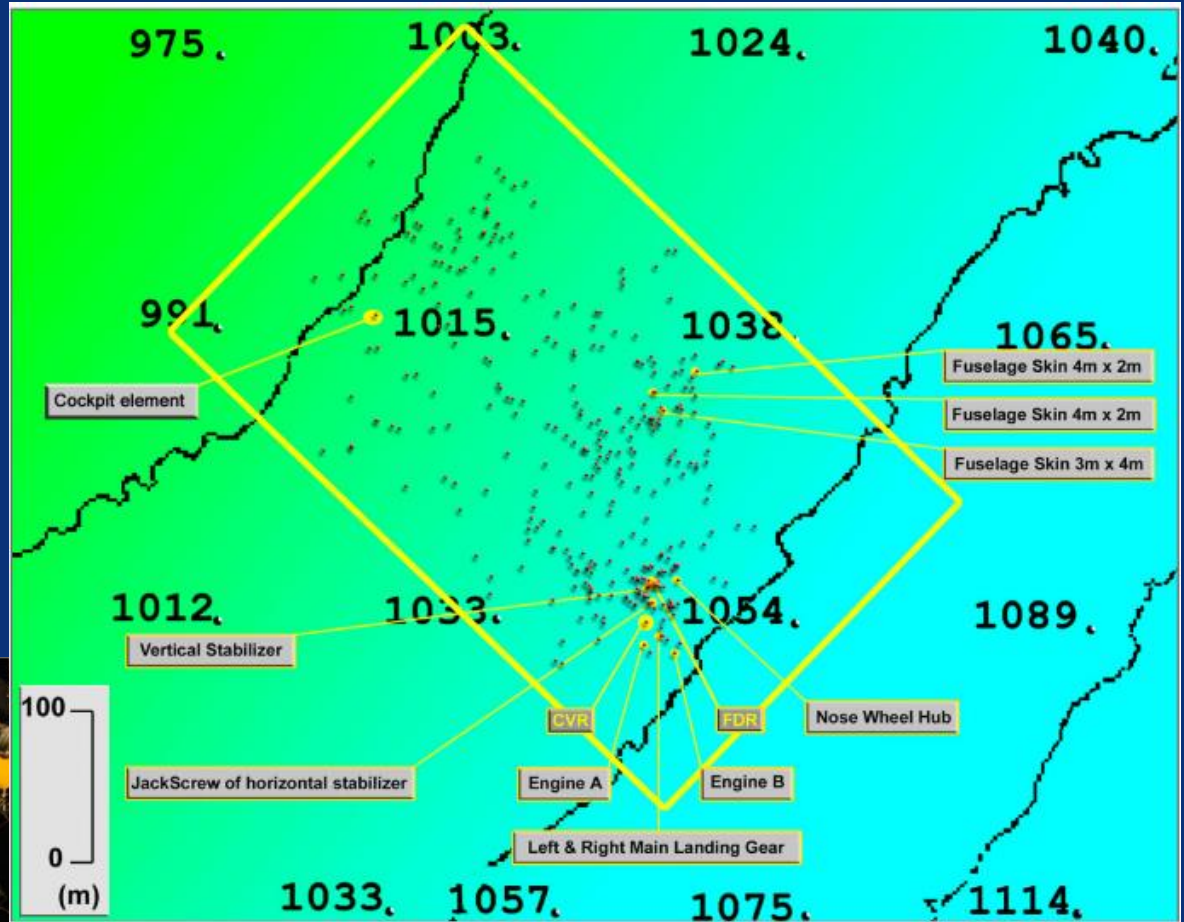 975.
1003.
1024.
1040.
991.
1015.
1038.
1065.
Fuselage Skin 4m x 2m
Cockpit element
Fuselage Skin 4m x 2m
Fuselage Skin 3m x 4m
1012.
1033.
1054.
1089.
Vertical Stabilizer
100
CVR
FDR
Nose Wheel Hub
JackScrew of horizontal stabilizer
Engine A
Engine B
Left & Right Main Landing Gear
0
(m)
1033.
1057.
1075.
1114.